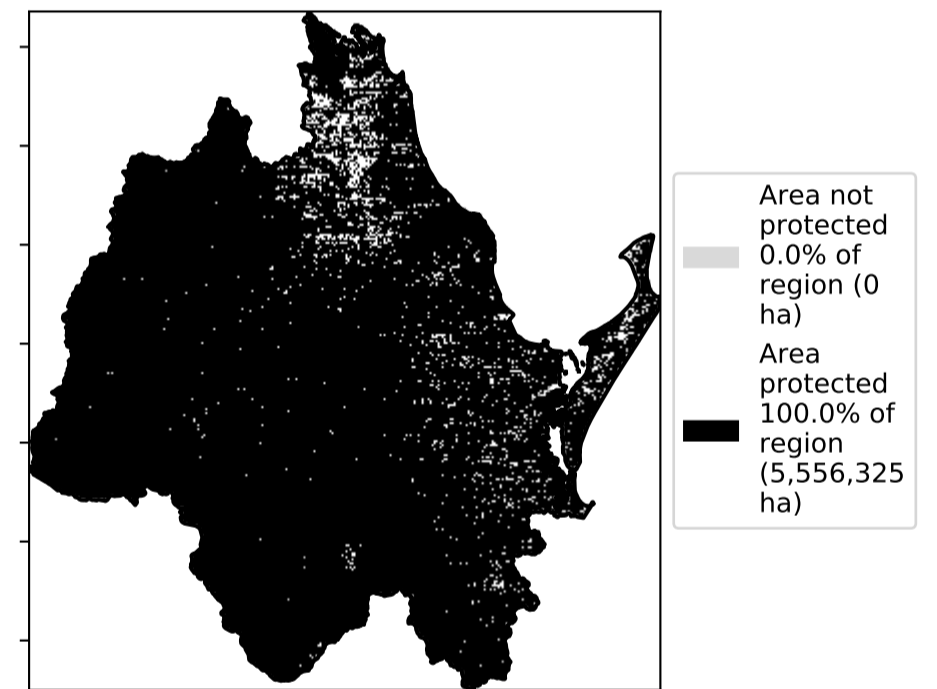 Area not
protected
0.0% of
region (0
ha)
Area
protected
100.0% of
region
(5,556,325
ha)